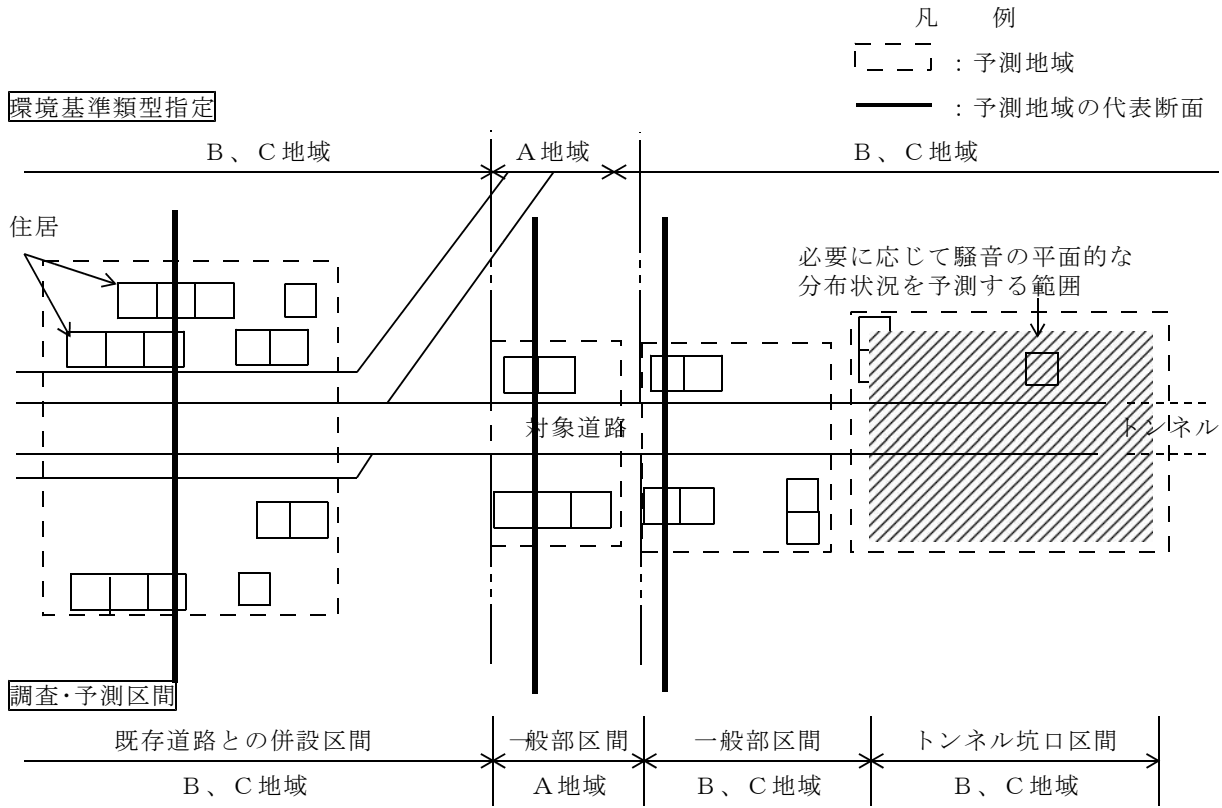 凡　例
：予測地域
：予測地域の代表断面
環境基準類型指定
Ｂ、Ｃ地域
Ａ地域
Ｂ、Ｃ地域
住居
必要に応じて騒音の平面的な
分布状況を予測する範囲
対象道路
トンネル
調査･予測区間
既存道路との併設区間
一般部区間
一般部区間
トンネル坑口区間
Ｂ、Ｃ地域
Ａ地域
Ｂ、Ｃ地域
Ｂ、Ｃ地域